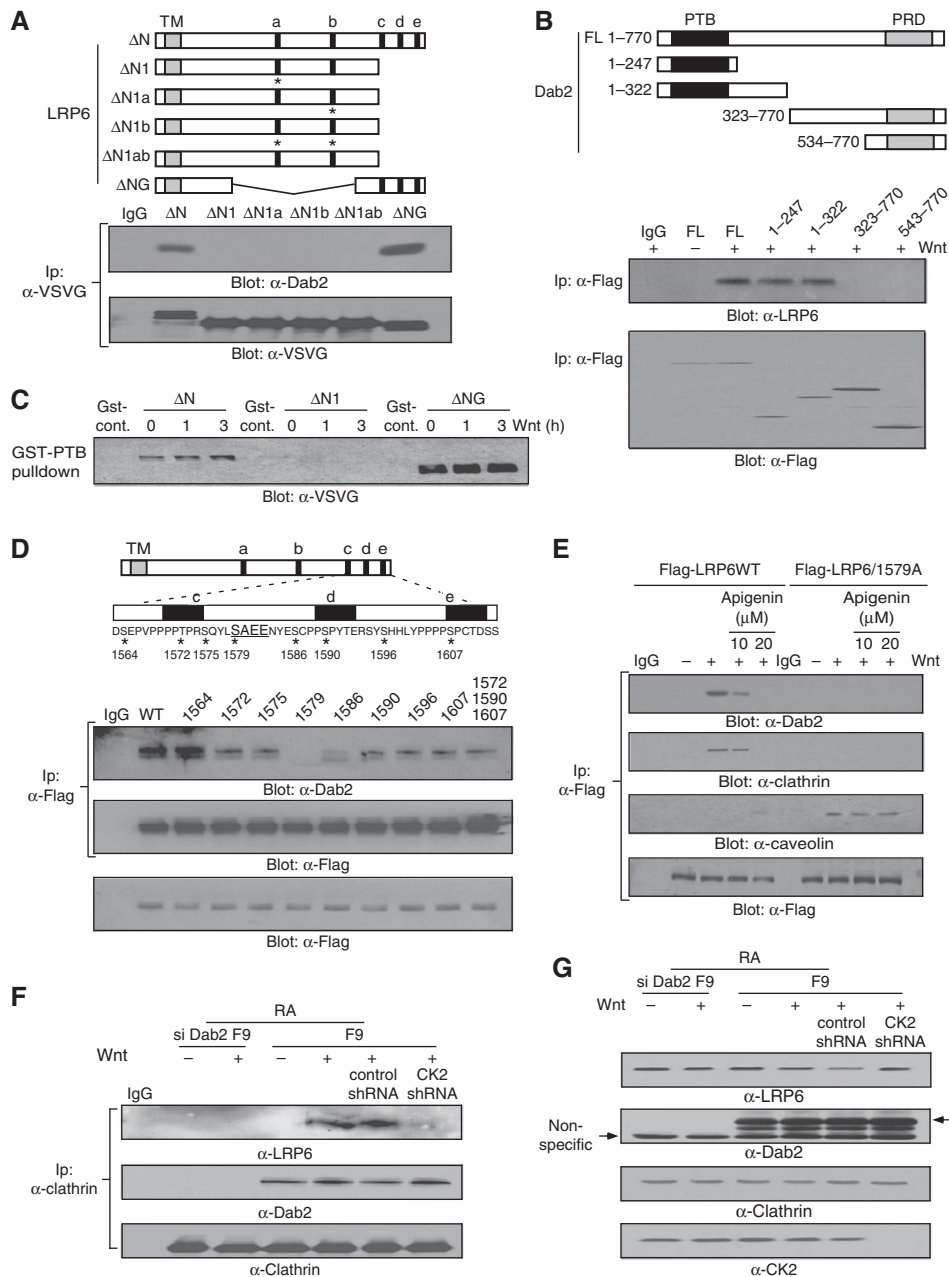 A
TM a b c d e
LRP6
ΔN
ΔN1
*
ΔN1a
*
ΔN1b
* *
ΔN1ab
ΔNG
IgG ΔN ΔN1 ΔN1a ΔN1b ΔN1ab ΔNG
Ip:
α-VSVG
Blot: α-Dab2
Blot: α-VSVG
B
PTB PRD
Dab2
FL 1–770
1–247
1–322
323–770
534–770
IgG FL FL 1–247 1–322 323–770 543–770
+ – + + + + + Wnt
Ip: α-Flag
Blot: α-LRP6
Ip: α-Flag
Blot: α-Flag
C
ΔN ΔN1 ΔNG
Gst-
cont. 0 1 3 Gst-
cont. 0 1 3 Gst-
cont. 0 1 3 Wnt (h)
GST-PTB
pulldown
Blot: α-VSVG
D
TM a b c d e
c d e
DSEPVPPPPTPRSQYLSAEENYESCPPSPYTERSYSHHLYPPPPSPCTDSS
* * * * * * * *
1564 1572 1575 1579 1586 1590 1596 1607
IgG WT 1564 1572 1575 1579 1586 1590 1596 1607 1572
1590
1607
Ip:
α-Flag
Blot: α-Dab2
Blot: α-Flag
Blot: α-Flag
E
Flag-LRP6WT Flag-LRP6/1579A
Apigenin
(μM)
10 20
Apigenin
(μM)
10 20
IgG – + + + IgG – + + + Wnt
Ip:
α-Flag
Blot: α-Dab2
Blot: α-clathrin
Blot: α-caveolin
Blot: α-Flag
F
RA
si Dab2 F9 F9
Wnt – + – + + +
control
shRNA
CK2
shRNA
IgG
Ip:
α-clathrin
α-LRP6
α-Dab2
α-Clathrin
G
RA
si Dab2 F9 F9
Wnt – + – + + +
control
shRNA
CK2
shRNA
α-LRP6
Non-
specific
α-Dab2
α-Clathrin
α-CK2